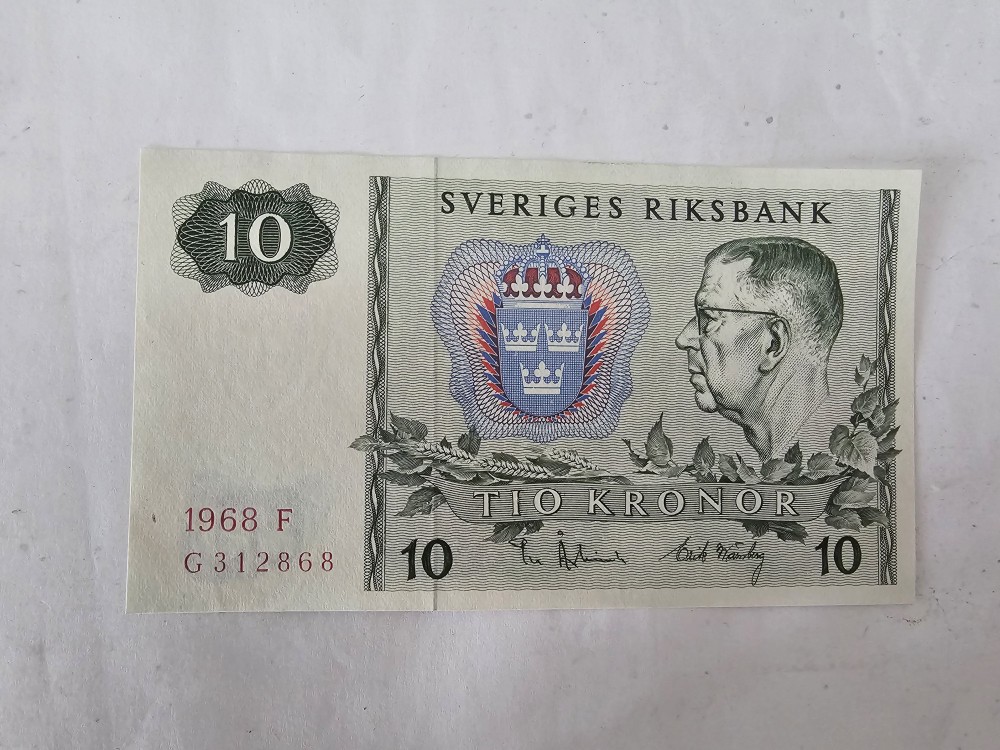 10
SVERIGES RIKSBANK
TIO KRONOR
1968 F
G 312868
10
10